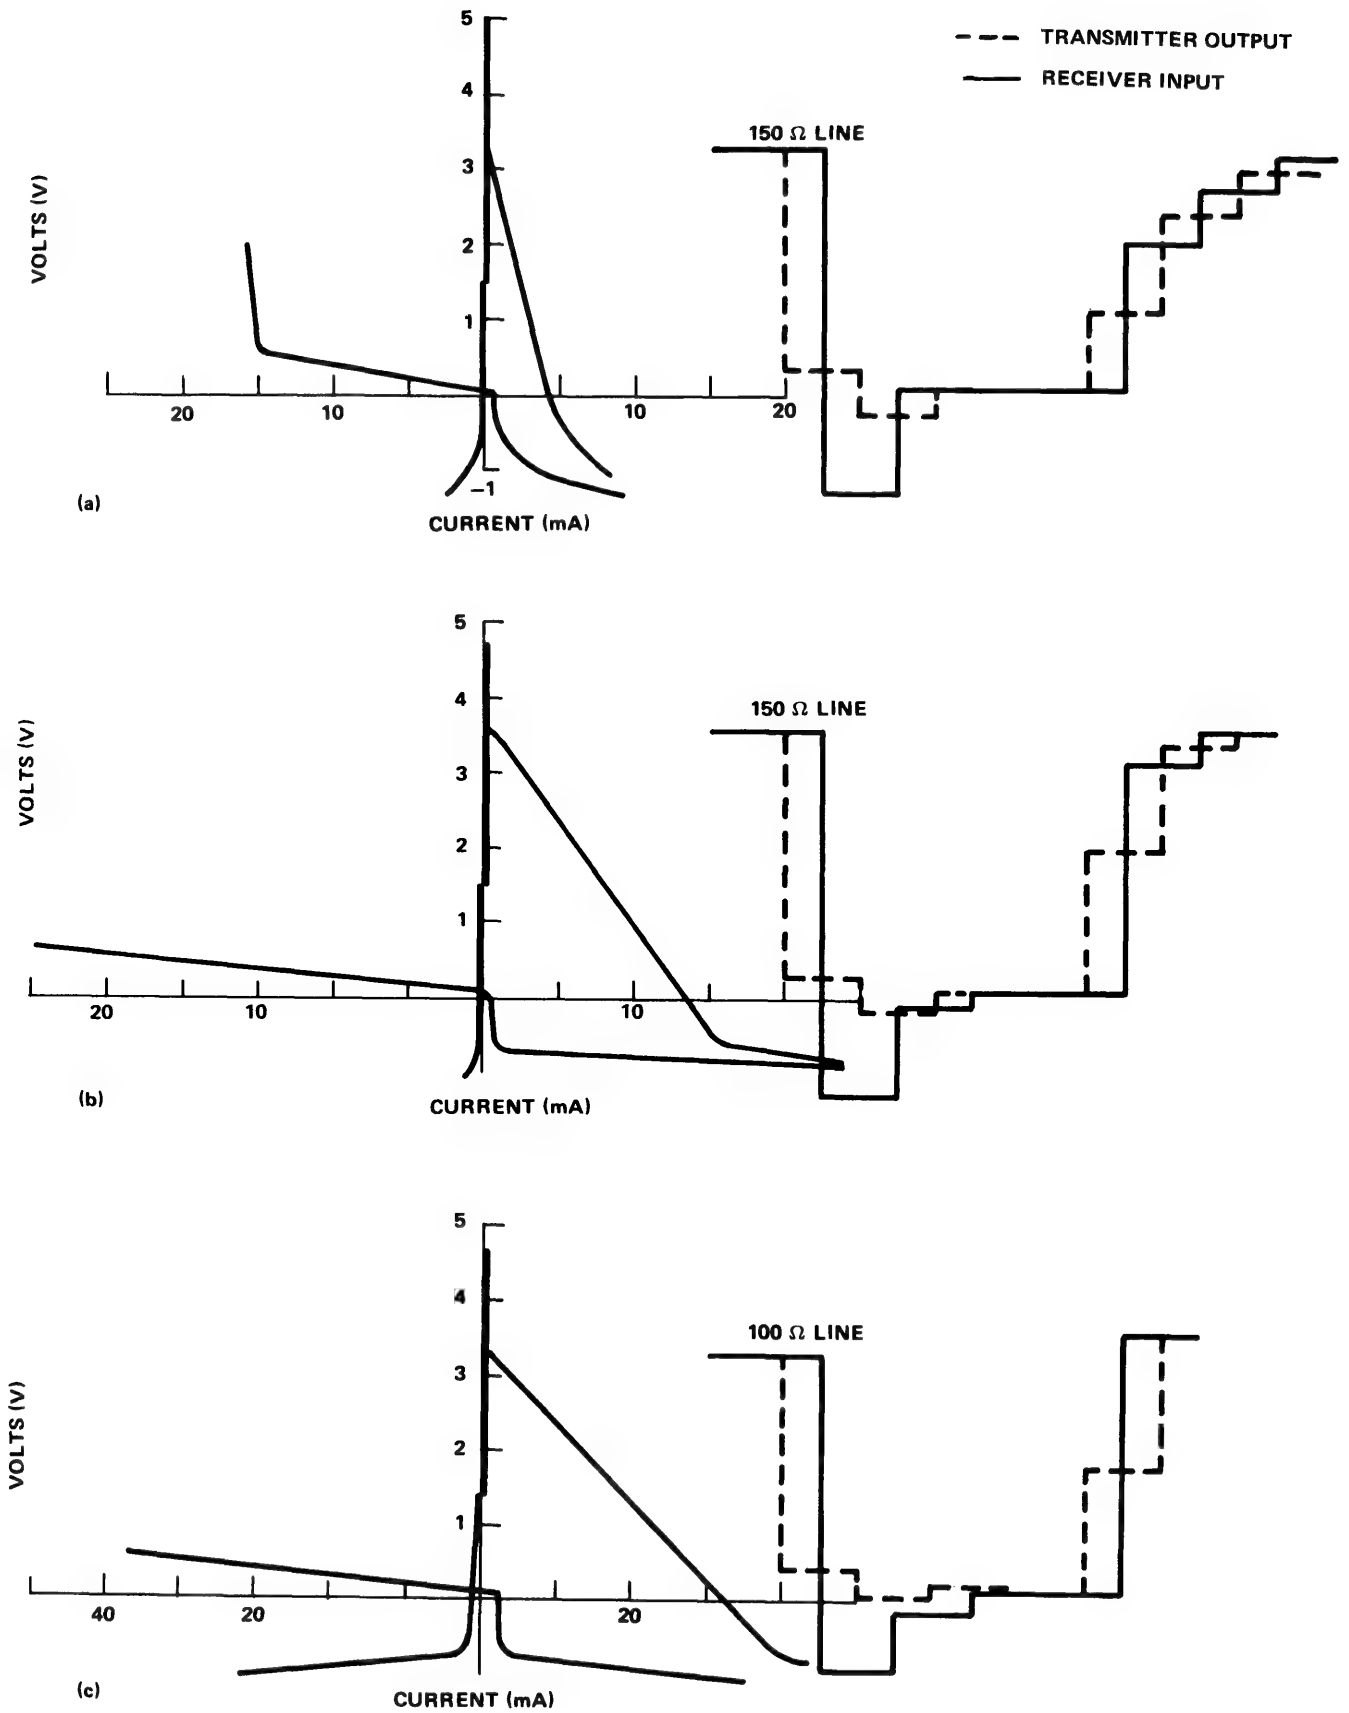 5
TRANSMITTER OUTPUT
RECEIVER INPUT
4
150 Ω LINE
3
VOLTS (V)
2
1
20 10 10 20
−1
(a)
CURRENT (mA)
5
4
150 Ω LINE
3
VOLTS (V)
2
1
20 10 10
(b)
CURRENT (mA)
5
4
100 Ω LINE
3
VOLTS (V)
2
1
40 20 20
(c)
CURRENT (mA)